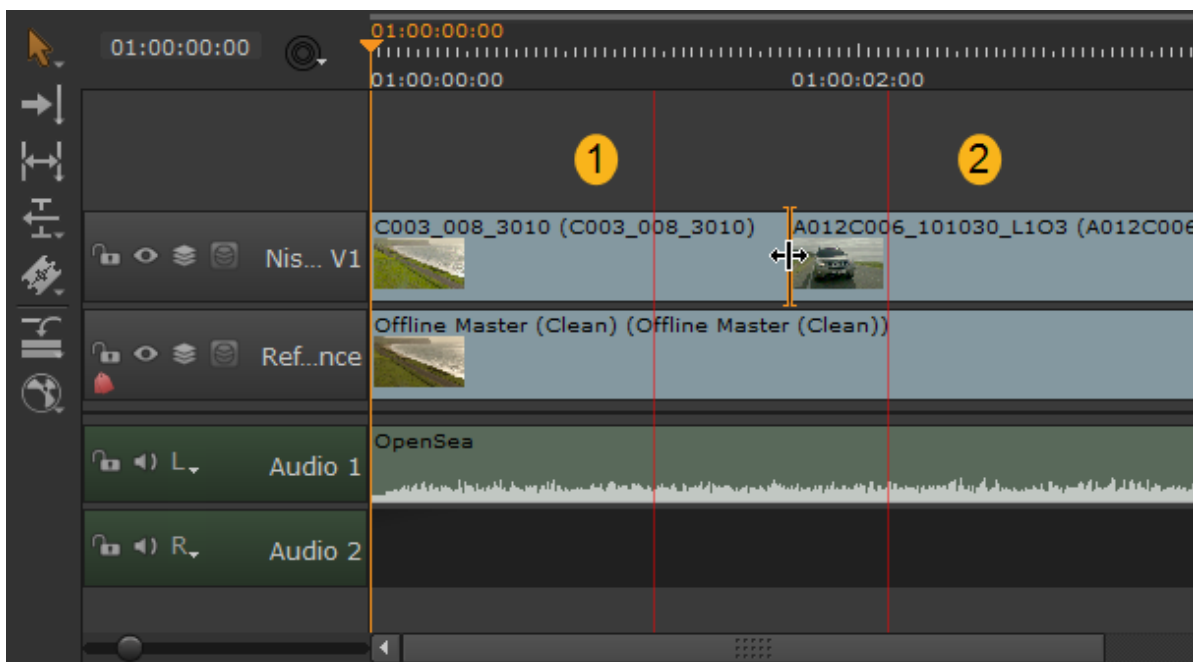 01:00:00:00
01:00:00:00
01:00:00:00
01:00:02:00
1
2
Nis... V1
C003_008_3010 (C003_008_3010)
A012C006_101030_L1O3 (A012C006
Ref...nce
Offline Master (Clean) (Offline Master (Clean))
L
Audio 1
OpenSea
R
Audio 2